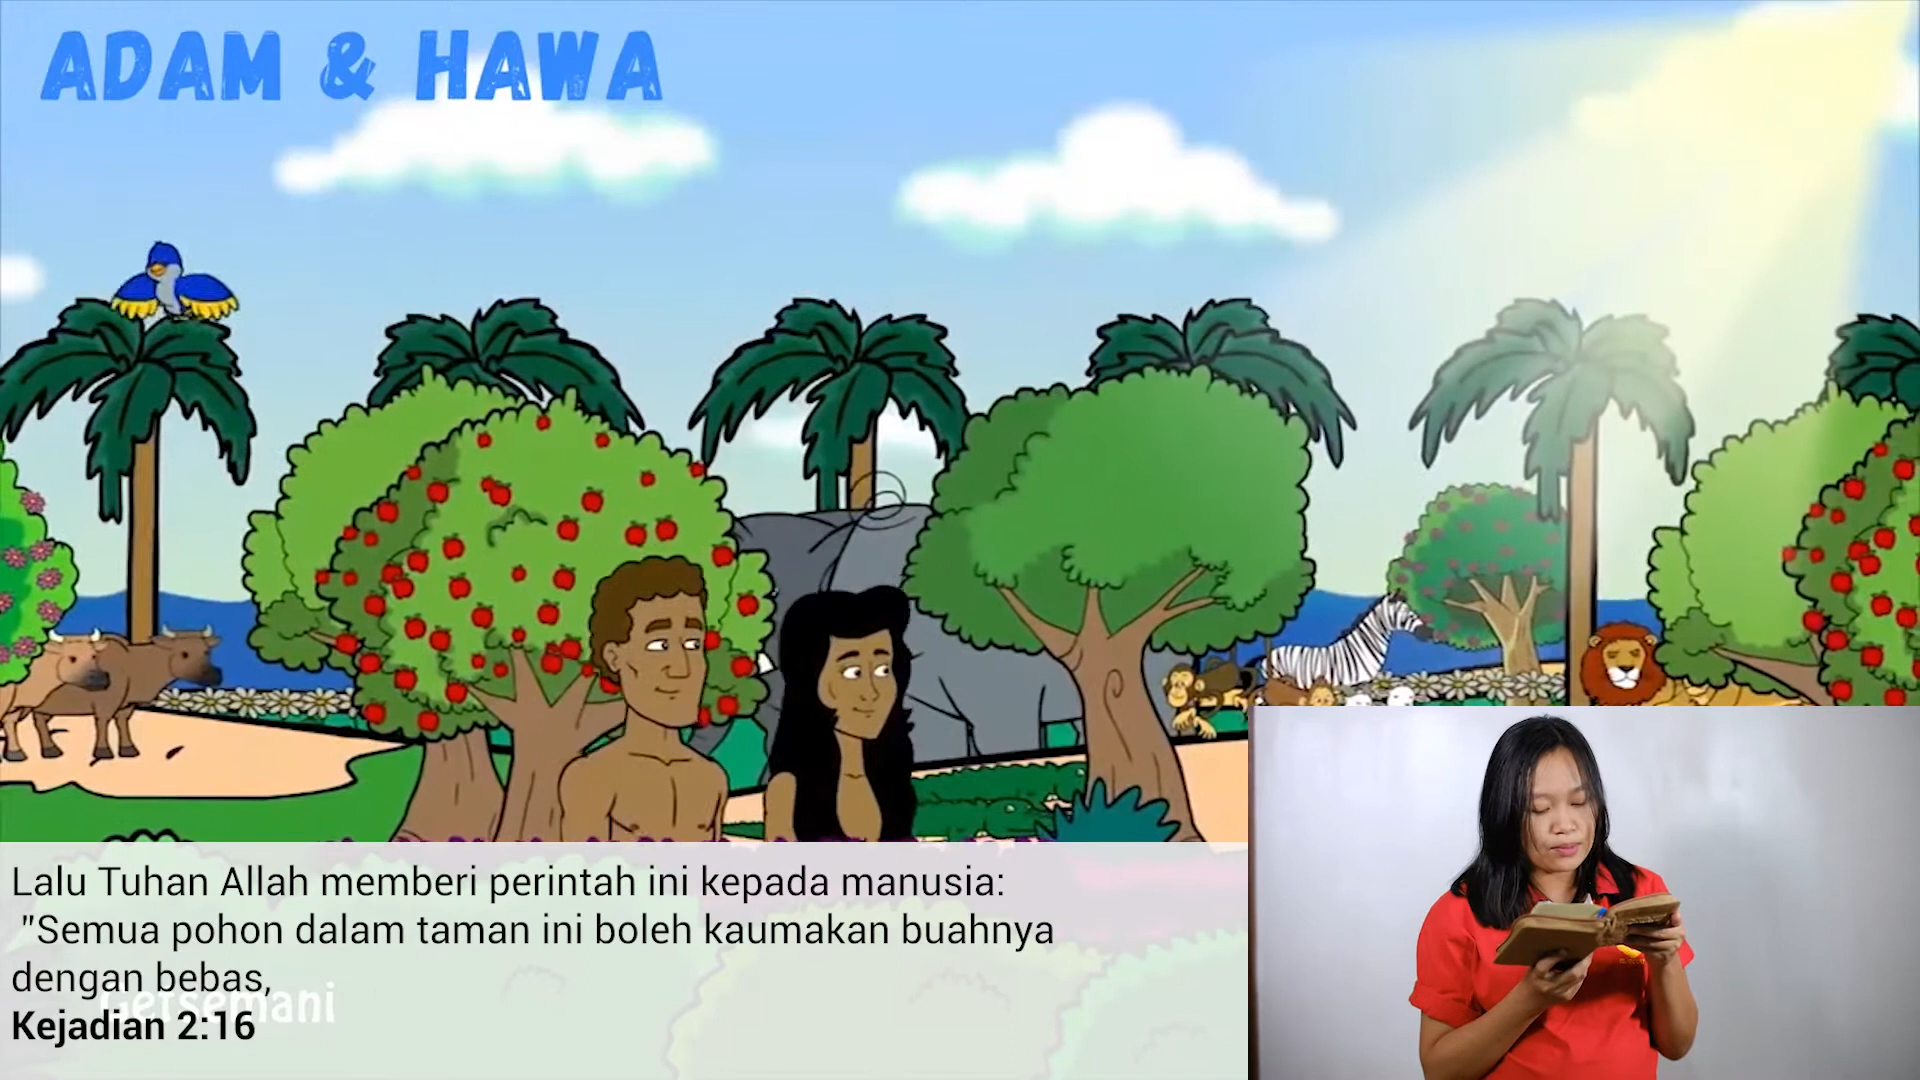 ADAM & HAWA
Lalu Tuhan Allah memberi perintah ini kepada manusia:
"Semua pohon dalam taman ini boleh kaumakan buahnya
dengan bebas,
Getsemani
Kejadian 2:16